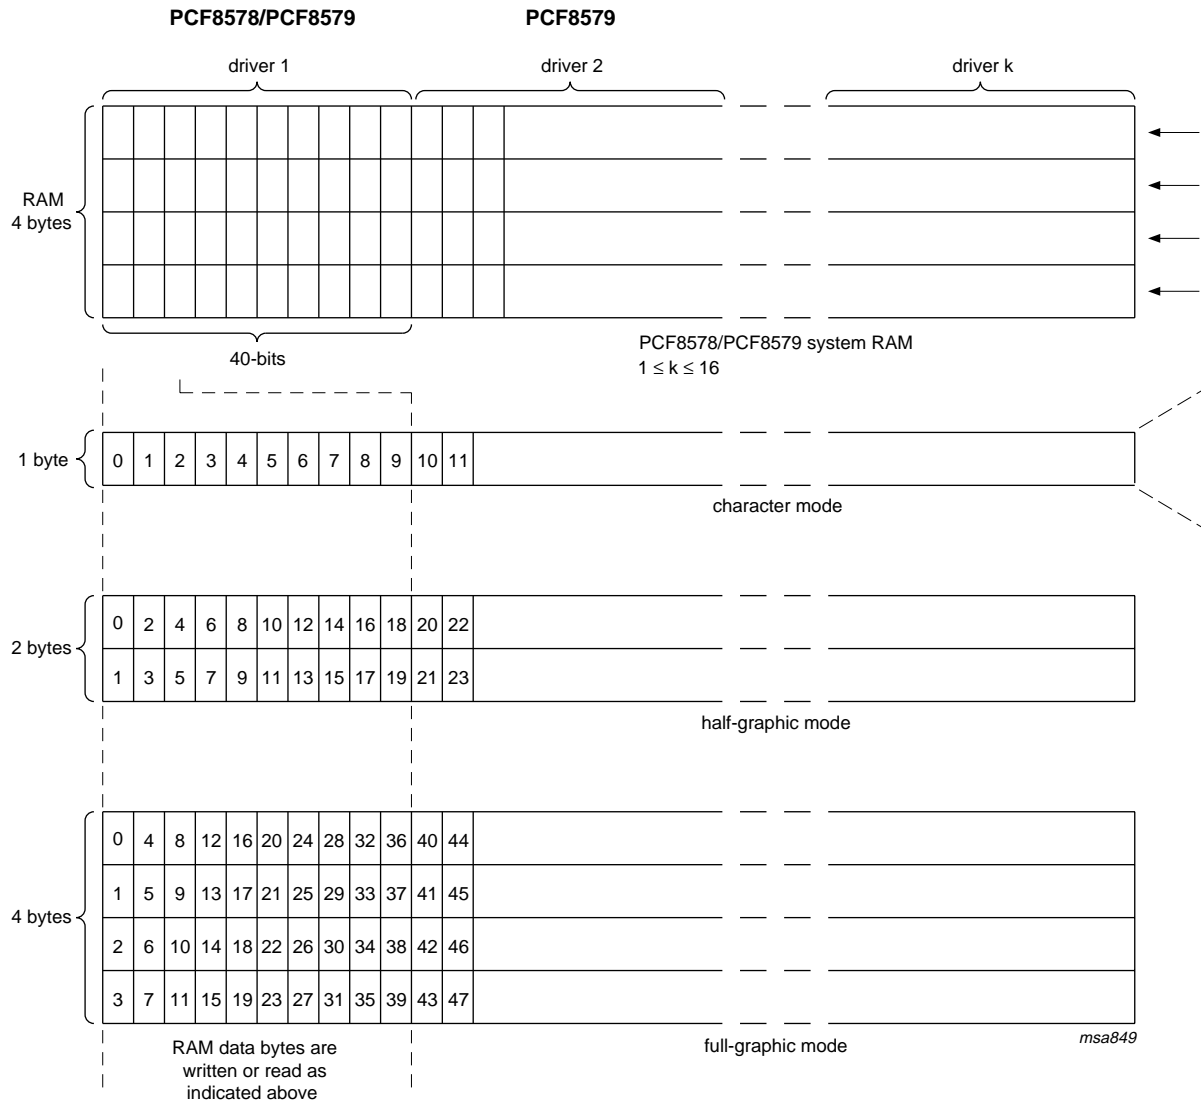 PCF8578/PCF8579 PCF8579
driver 1 driver 2 driver k
RAM
4 bytes
40-bits
PCF8578/PCF8579 system RAM
1 ≤ k ≤ 16
1 byte
0 1 2 3 4 5 6 7 8 9 10 11
character mode
2 bytes
0 2 4 6 8 10 12 14 16 18 20 22
1 3 5 7 9 11 13 15 17 19 21 23
half-graphic mode
4 bytes
0 4 8 12 16 20 24 28 32 36 40 44
1 5 9 13 17 21 25 29 33 37 41 45
2 6 10 14 18 22 26 30 34 38 42 46
3 7 11 15 19 23 27 31 35 39 43 47
full-graphic mode
msa849
RAM data bytes are
written or read as
indicated above